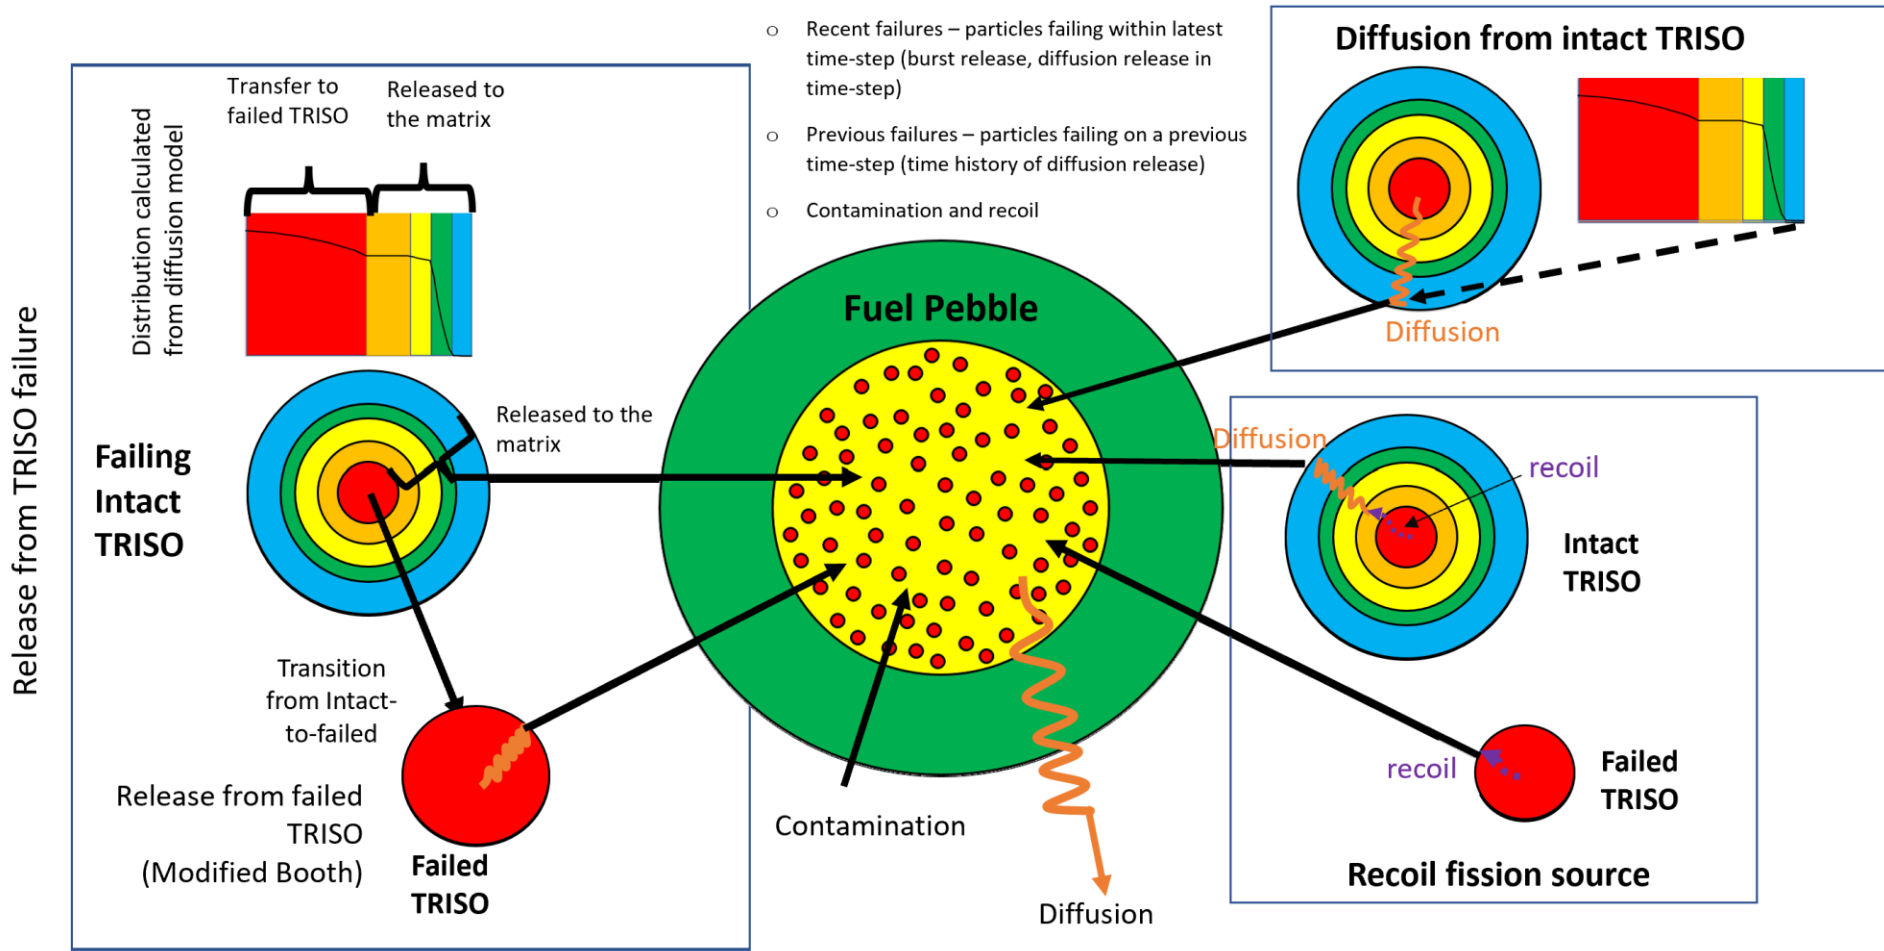 Release from TRISO failure
Distribution calculated
from diffusion model
Transfer to
failed TRISO
Released to
the matrix
Failing
Intact
TRISO
Released to the
matrix
Transition
from Intact-
to-failed
Release from failed
TRISO
(Modified Booth)
Failed
TRISO
o Recent failures – particles failing within latest
time-step (burst release, diffusion release in
time-step)
o Previous failures – particles failing on a previous
time-step (time history of diffusion release)
o Contamination and recoil
Fuel Pebble
Contamination
Diffusion
Diffusion from intact TRISO
Diffusion
Diffusion
recoil
Intact
TRISO
recoil
Failed
TRISO
Recoil fission source